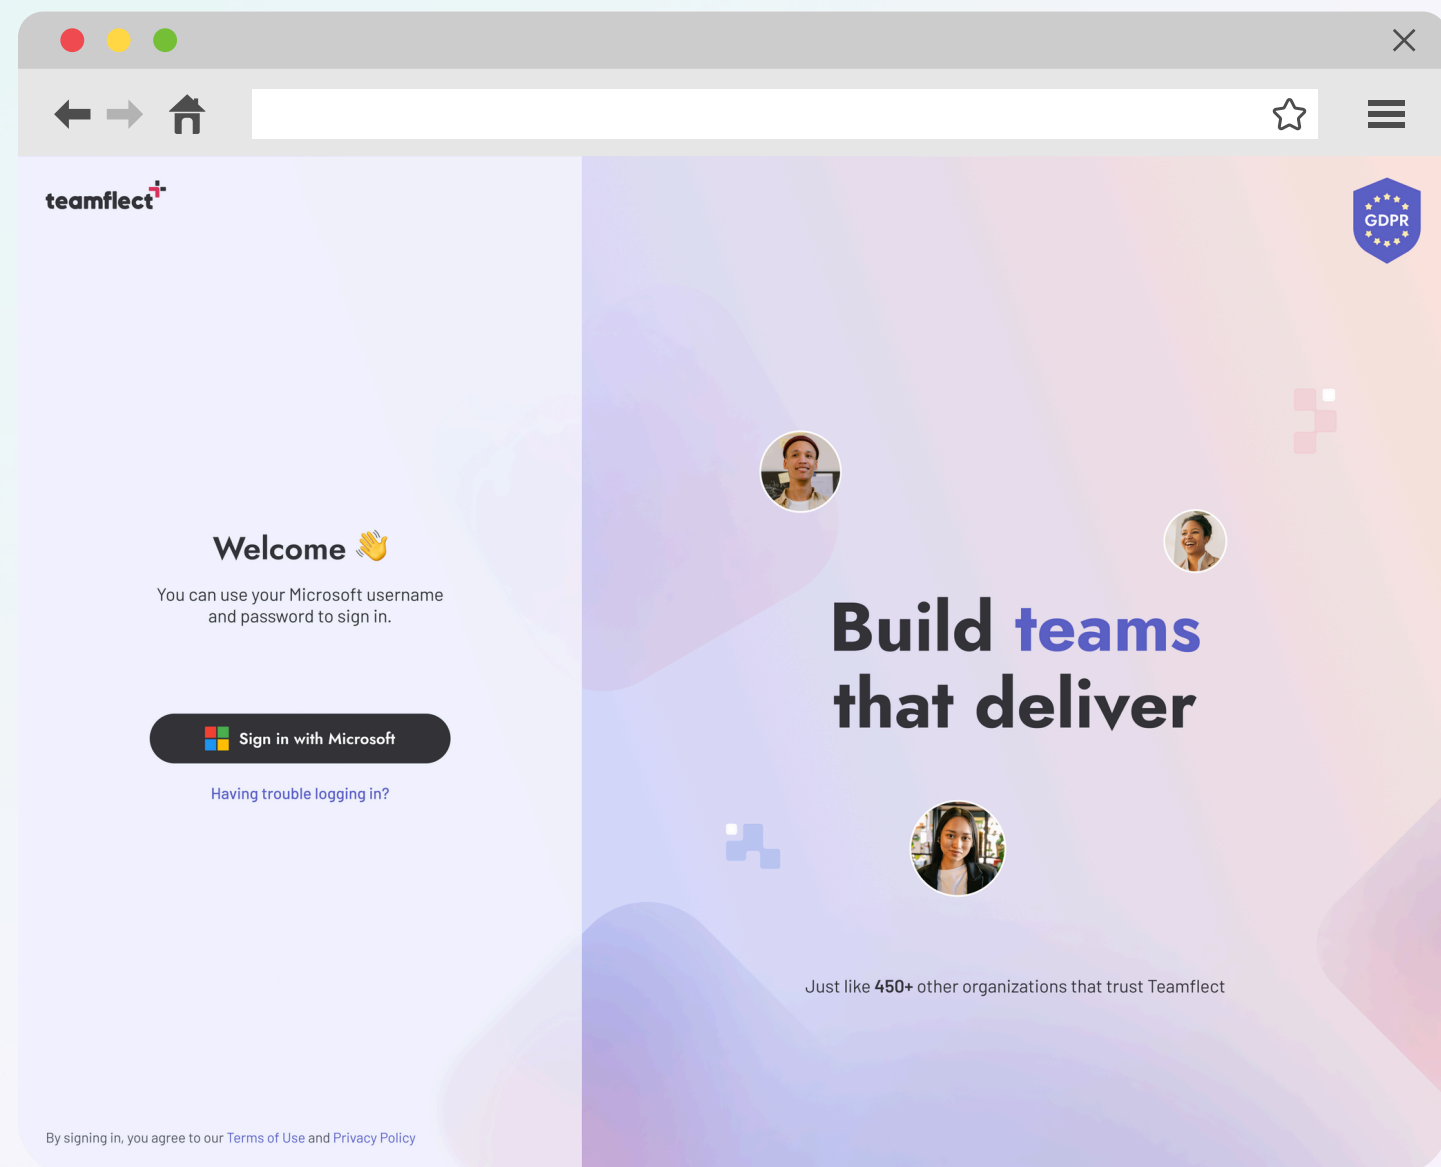 teamflect
GDPR
Welcome 👋
You can use your Microsoft username
and password to sign in.
Sign in with Microsoft
Having trouble logging in?
By signing in, you agree to our Terms of Use and Privacy Policy
Build teams
that deliver
Just like 450+ other organizations that trust Teamflect